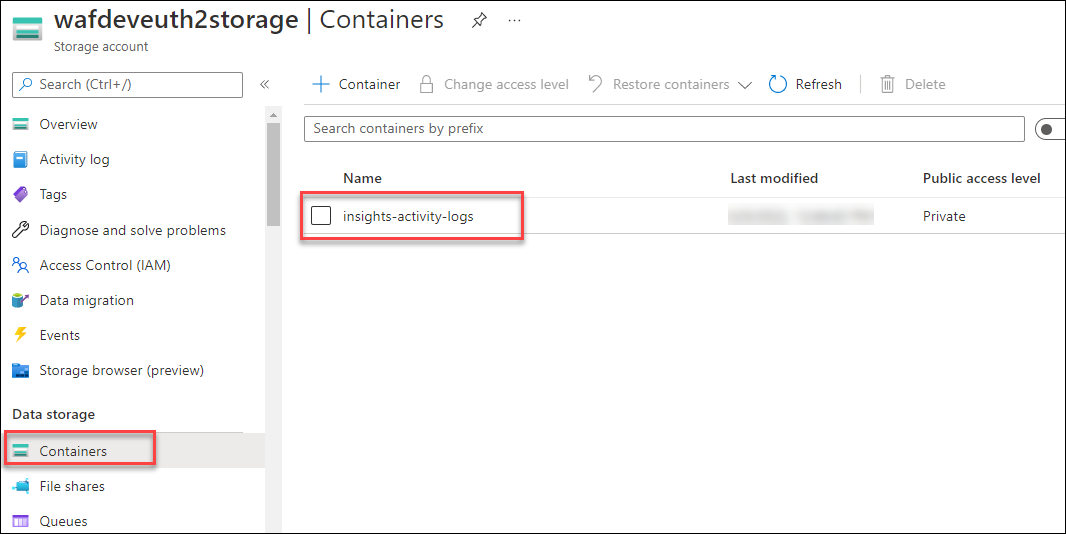 wafdeveuth2storage | Containers ...
Storage account
Search (Ctrl+/)
«
Container
Change access level
Restore containers
Refresh
Delete
Search containers by prefix
Overview
Activity log
Tags
Diagnose and solve problems
Access Control (IAM)
Data migration
Events
Storage browser (preview)
Data storage
Containers
File shares
Queues
Name Last modified Public access level
insights-activity-logs Private